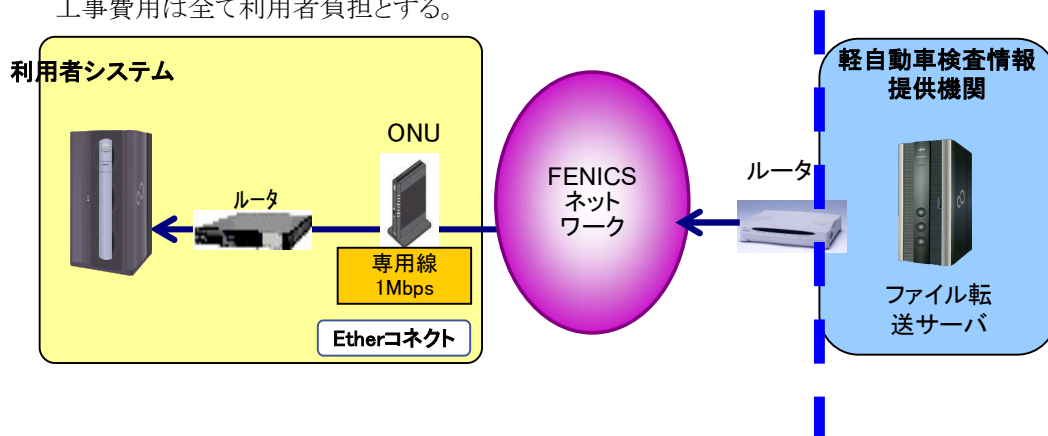 工事費用は全て利用者負担とする。
利用者システム
ONU
ルータ
専用線
1Mbps
Etherコネクト
FENICS
ネット
ワーク
ルータ
軽自動車検査情報
提供機関
ファイル転
送サーバ